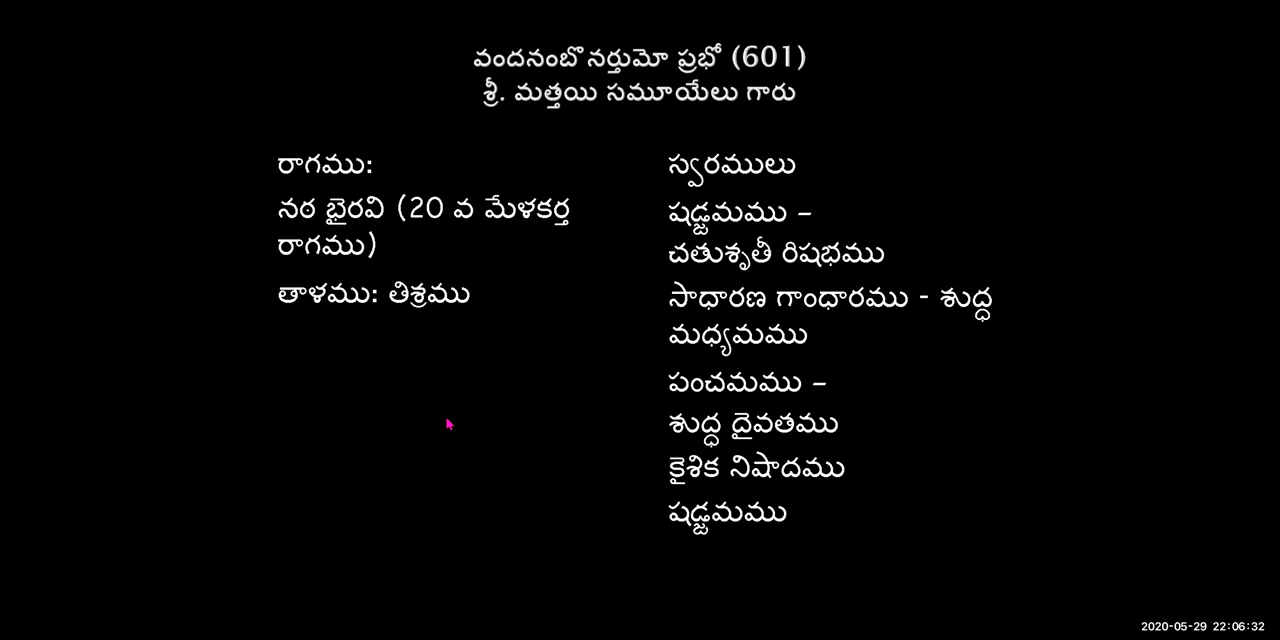 వందనంబొనర్తుమో ప్రభో (601)
శ్రీ. మత్తయి సమూయేలు గారు
రాగము:
నఠ భైరవి (20 వ మేళకర్త
రాగము)
తాళము: తిశ్రము
స్వరములు
షడ్జమము –
చతుశృతీ రిషభము
సాధారణ గాంధారము - శుద్ధ
మధ్యమము
పంచమము –
శుద్ధ దైవతము
కైశిక నిషాదము
షడ్జమము
2020-05-29 22:06:32